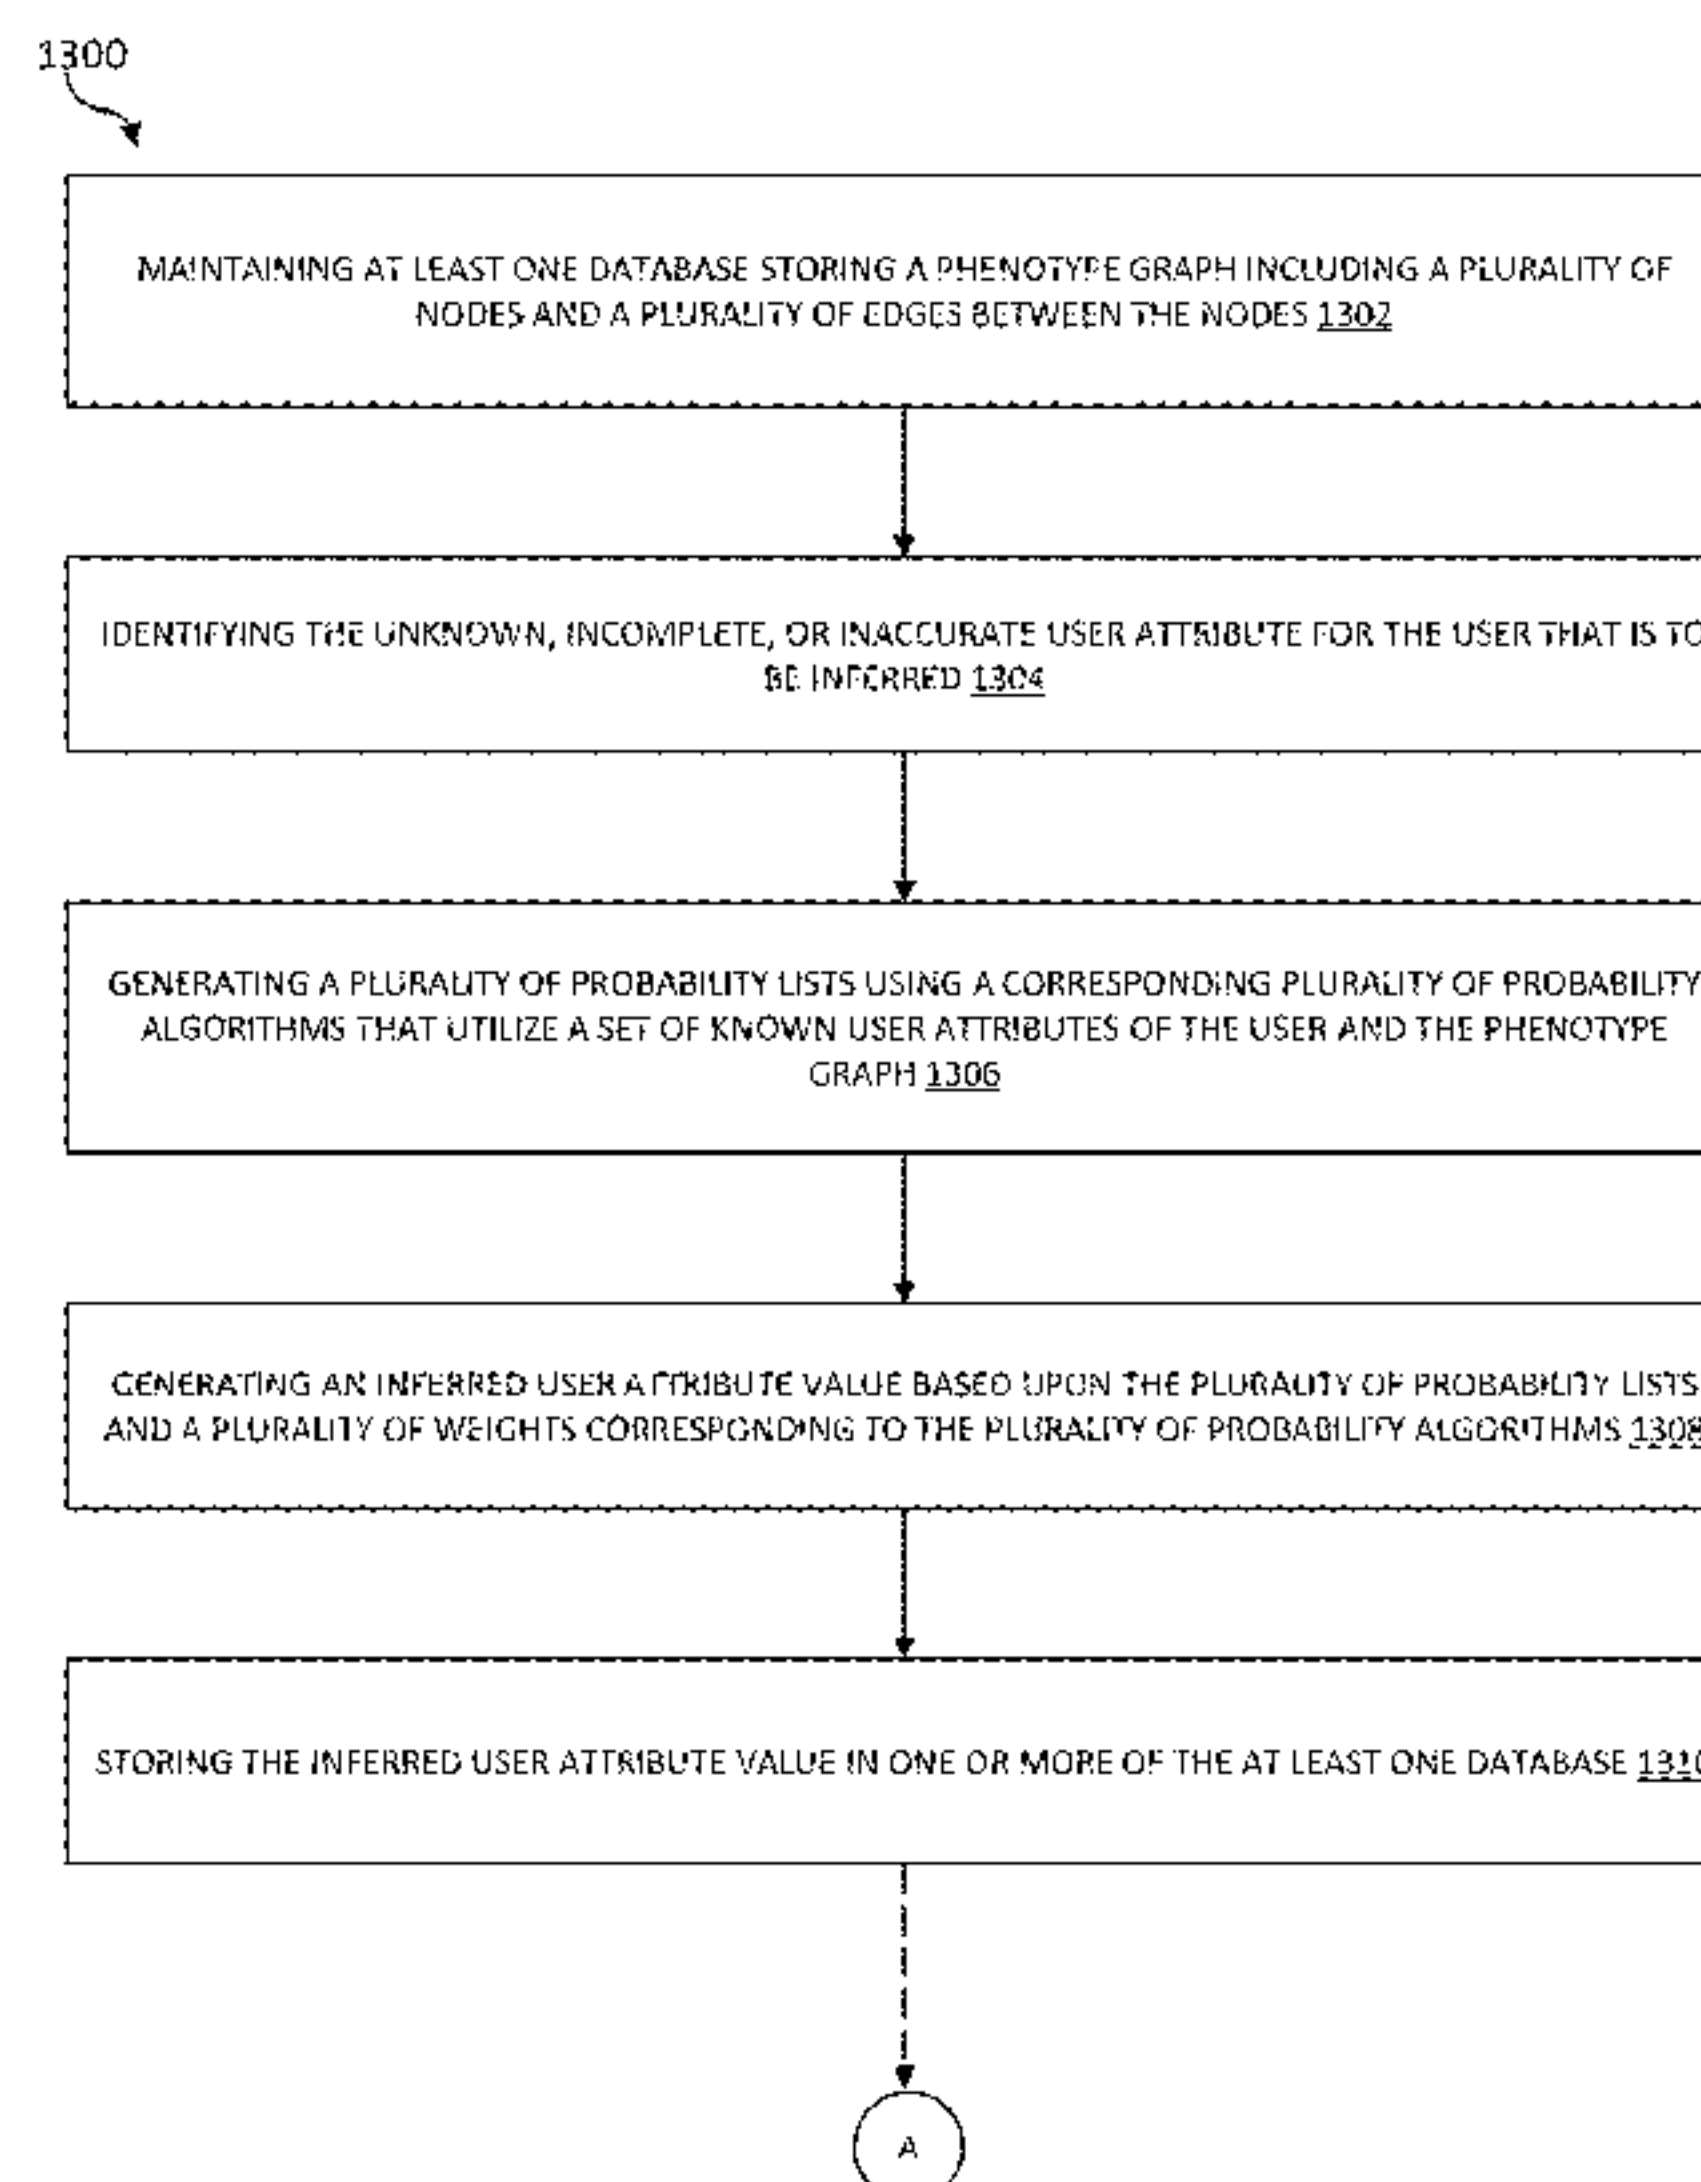 1300
MAINTAINING AT LEAST ONE DATABASE STORING A PHENOTYPE GRAPH INCLUDING A PLURALITY OF
NODES AND A PLURALITY OF EDGES BETWEEN THE NODES 1302
IDENTIFYING THE UNKNOWN, INCOMPLETE, OR INACCURATE USER ATTRIBUTE FOR THE USER THAT IS TO
BE INFERRED 1304
GENERATING A PLURALITY OF PROBABILITY LISTS USING A CORRESPONDING PLURALITY OF PROBABILITY
ALGORITHMS THAT UTILIZE A SET OF KNOWN USER ATTRIBUTES OF THE USER AND THE PHENOTYPE
GRAPH 1306
GENERATING AN INFERRED USER ATTRIBUTE VALUE BASED UPON THE PLURALITY OF PROBABILITY LISTS
AND A PLURALITY OF WEIGHTS CORRESPONDING TO THE PLURALITY OF PROBABILITY ALGORITHMS 1308
STORING THE INFERRED USER ATTRIBUTE VALUE IN ONE OR MORE OF THE AT LEAST ONE DATABASE 1310
A